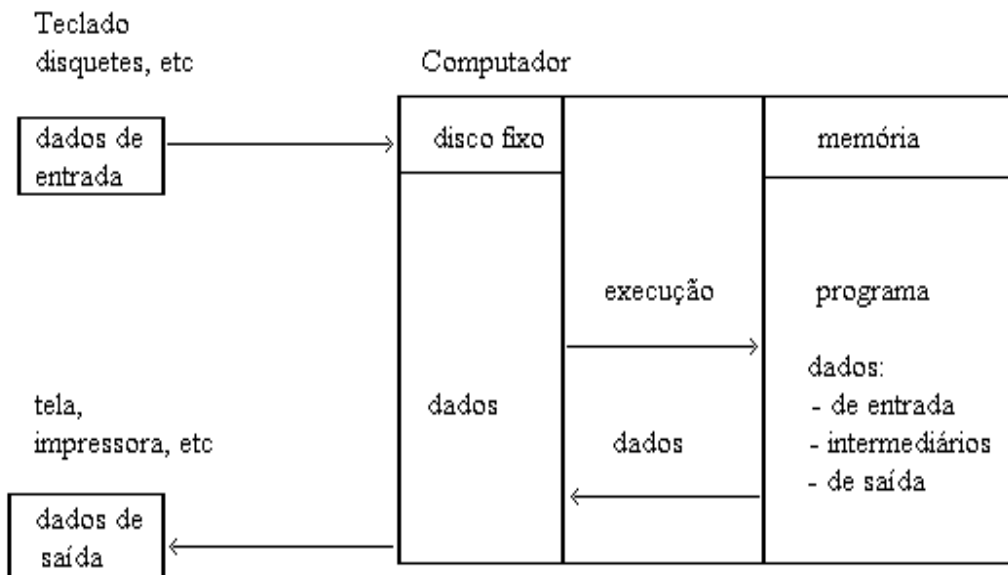 Teclado
disquetes, etc
Computador
dados de
entrada
disco fixo
memória
execução
programa
dados:
- de entrada
- intermediários
- de saída
dados
dados
tela,
impressora, etc
dados de
saída